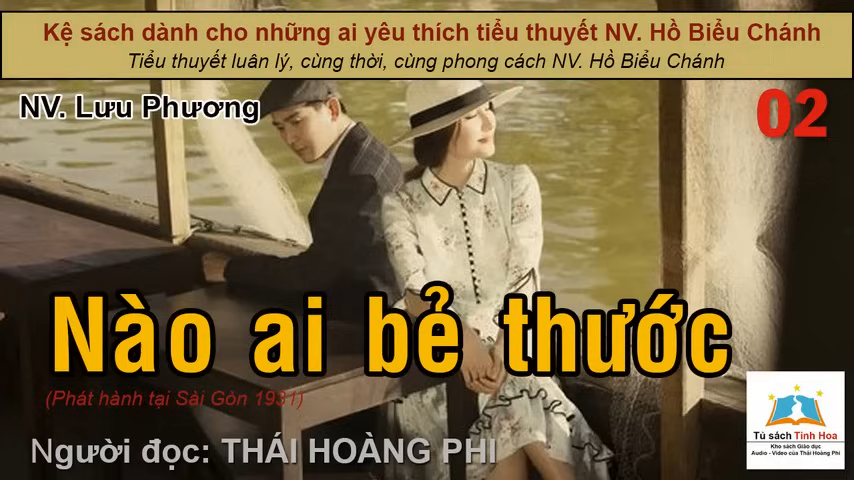 Kệ sách dành cho những ai yêu thích tiểu thuyết NV. Hồ Biểu Chánh
Tiểu thuyết luân lý, cùng thời, cùng phong cách NV. Hồ Biểu Chánh
NV. Lưu Phương
02
Nào ai bẻ thước
(Phát hành tại Sài Gòn 1931)
Người đọc: THÁI HOÀNG PHI
Tủ sách Tinh Hoa
Kho sách Giáo dục
Audio - Video của Thái Hoàng Phi